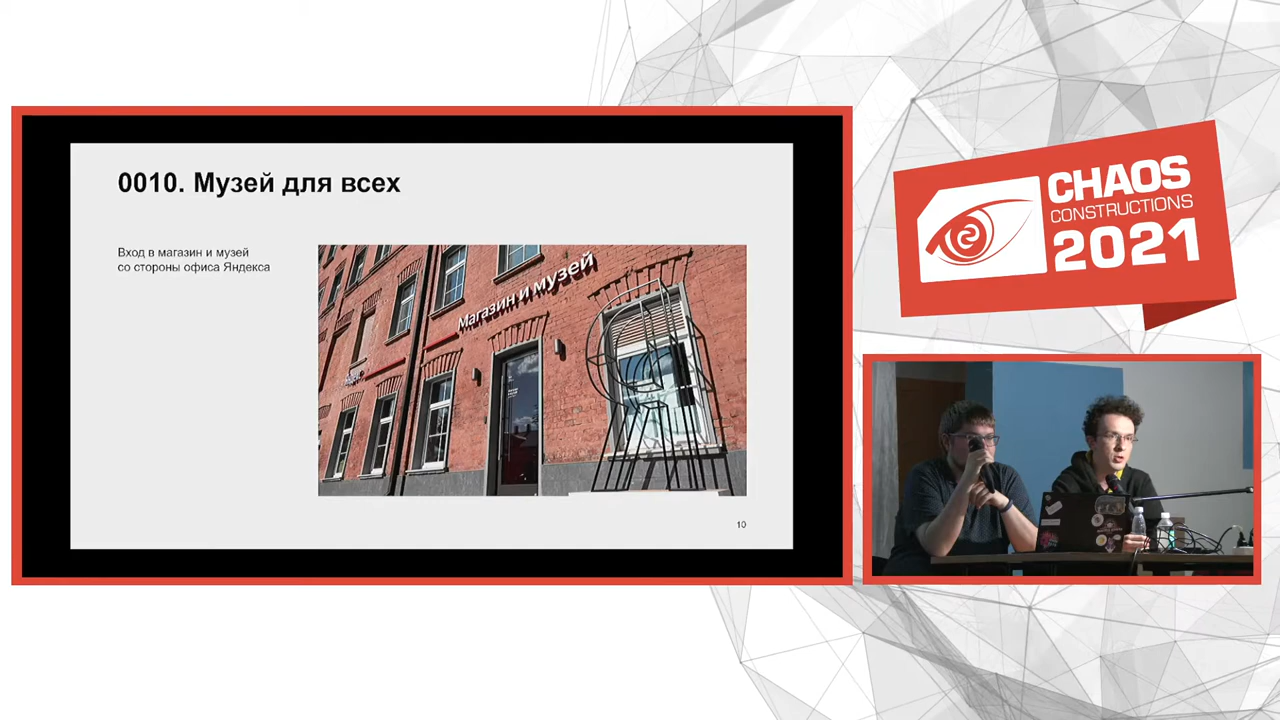 0010. Музей для всех
Вход в магазин и музей
со стороны офиса Яндекса
Магазин и музей
10
CHAOS
CONSTRUCTIONS
2021